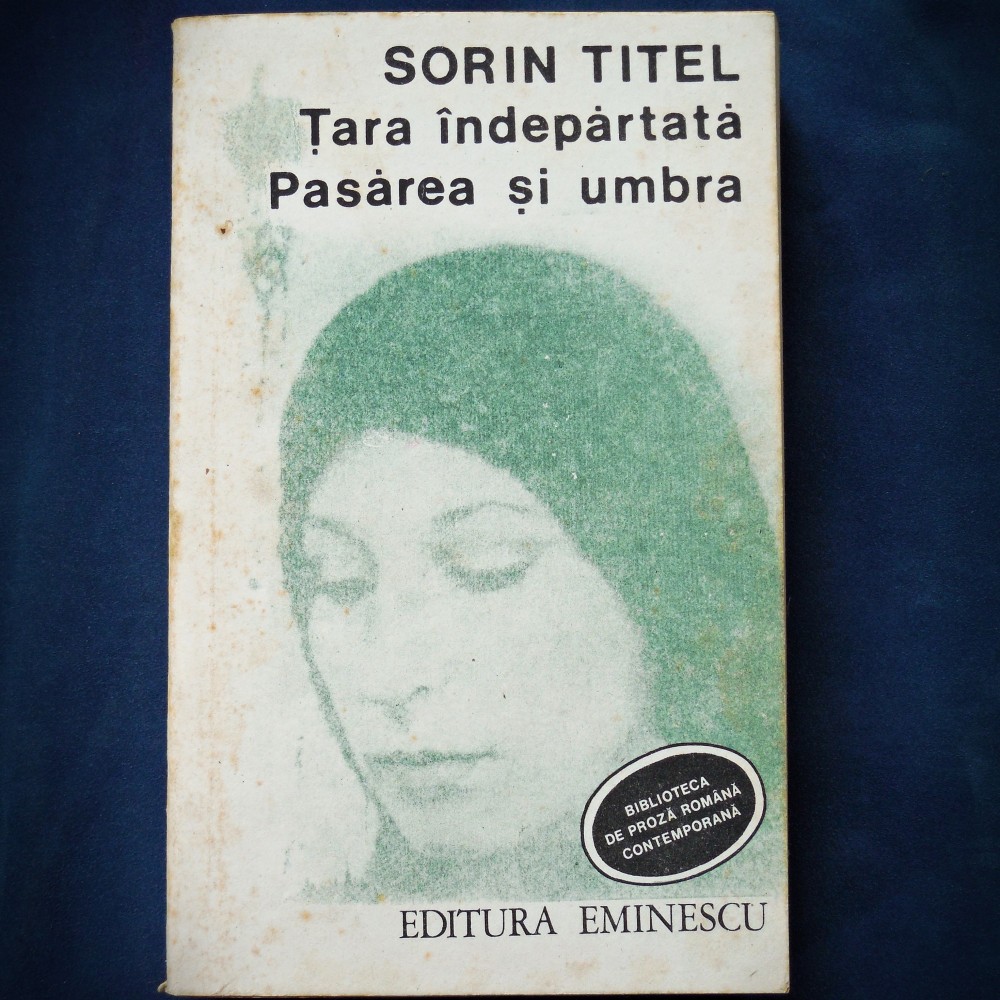 SORIN TITEL
Țara îndepărtată
Pasărea și umbra
BIBLIOTECA
DE PROZĂ ROMÂNĂ
CONTEMPORANĂ
EDITURA EMINESCU